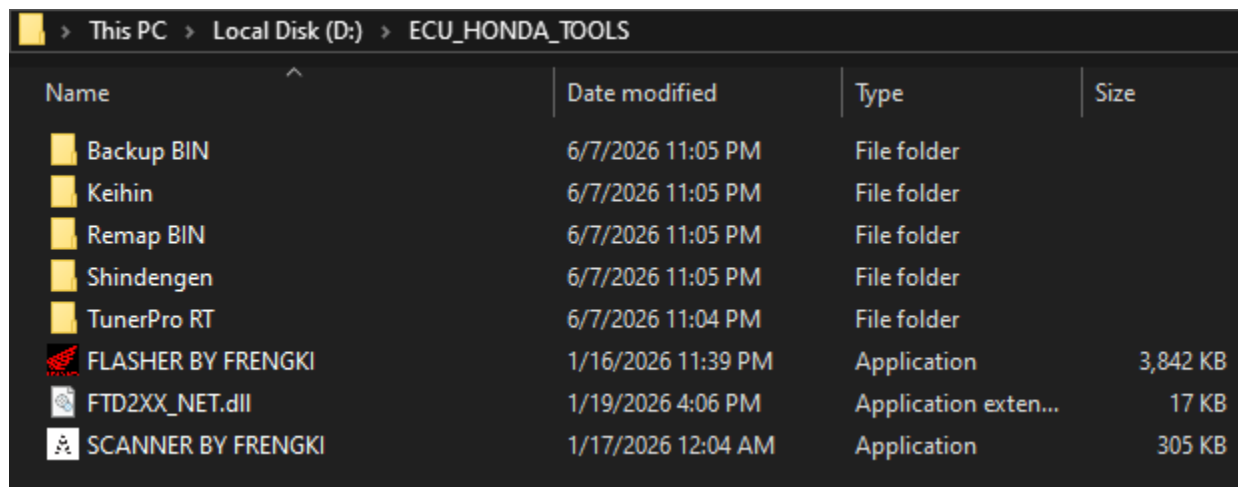 This PC > Local Disk (D:) > ECU_HONDA_TOOLS
Name Date modified Type Size
Backup BIN 6/7/2026 11:05 PM File folder
Keihin 6/7/2026 11:05 PM File folder
Remap BIN 6/7/2026 11:05 PM File folder
Shindengen 6/7/2026 11:05 PM File folder
TunerPro RT 6/7/2026 11:04 PM File folder
FLASHER BY FRENGKI 1/16/2026 11:39 PM Application 3,842 KB
FTD2XX_NET.dll 1/19/2026 4:06 PM Application exten... 17 KB
SCANNER BY FRENGKI 1/17/2026 12:04 AM Application 305 KB